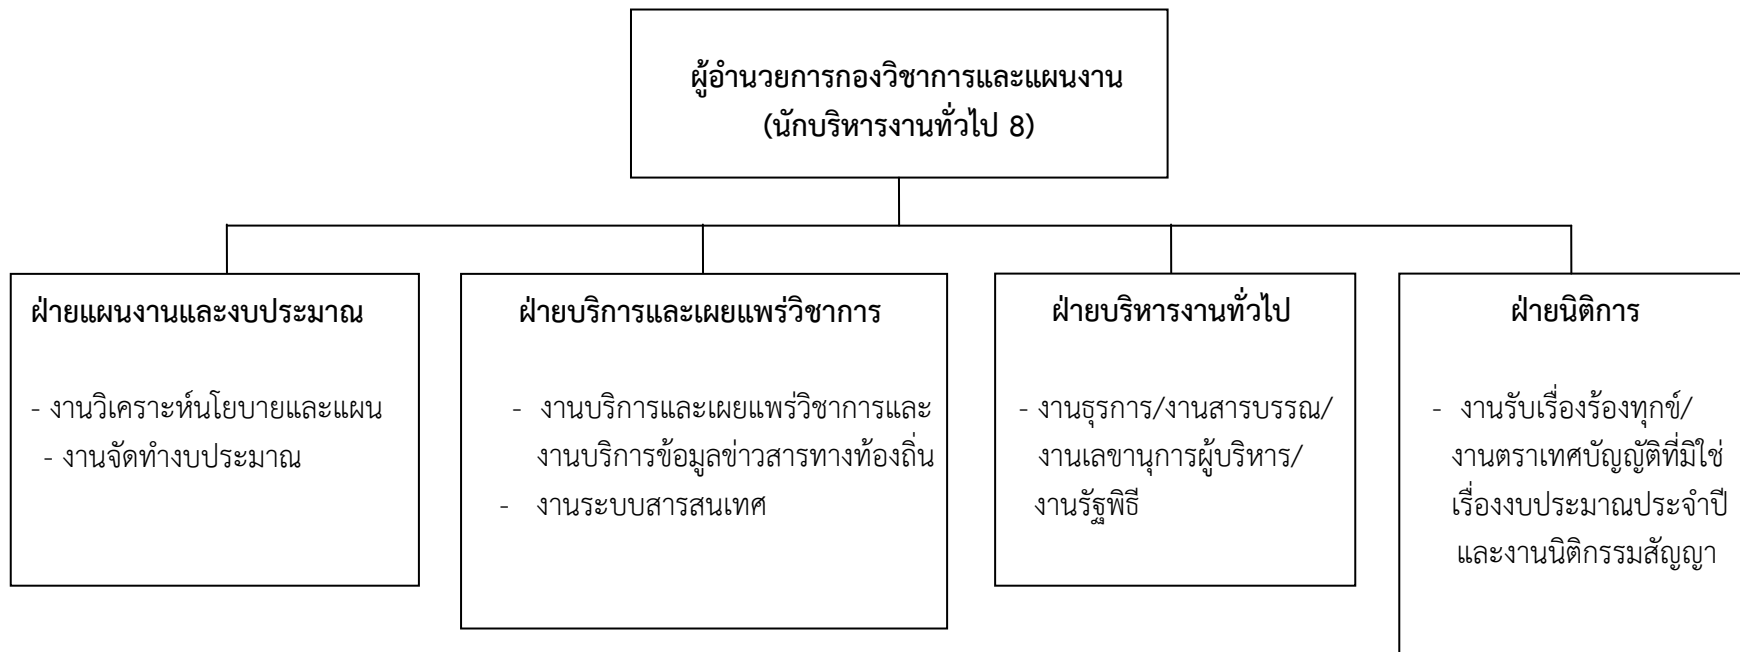 ผู้อำนวยการกองวิชาการและแผนงาน
(นักบริหารงานทั่วไป 8)
ฝ่ายแผนงานและงบประมาณ
- งานวิเคราะห์นโยบายและแผน
- งานจัดทำงบประมาณ
ฝ่ายบริการและเผยแพร่วิชาการ
- งานบริการและเผยแพร่วิชาการและ
งานบริการข้อมูลข่าวสารทางท้องถิ่น
- งานระบบสารสนเทศ
ฝ่ายบริหารงานทั่วไป
- งานธุรการ/งานสารบรรณ/
งานเลขานุการผู้บริหาร/
งานรัฐพิธี
ฝ่ายนิติการ
- งานรับเรื่องร้องทุกข์/
งานตราเทศบัญญัติที่มิใช่
เรื่องงบประมาณประจำปี
และงานนิติกรรมสัญญา